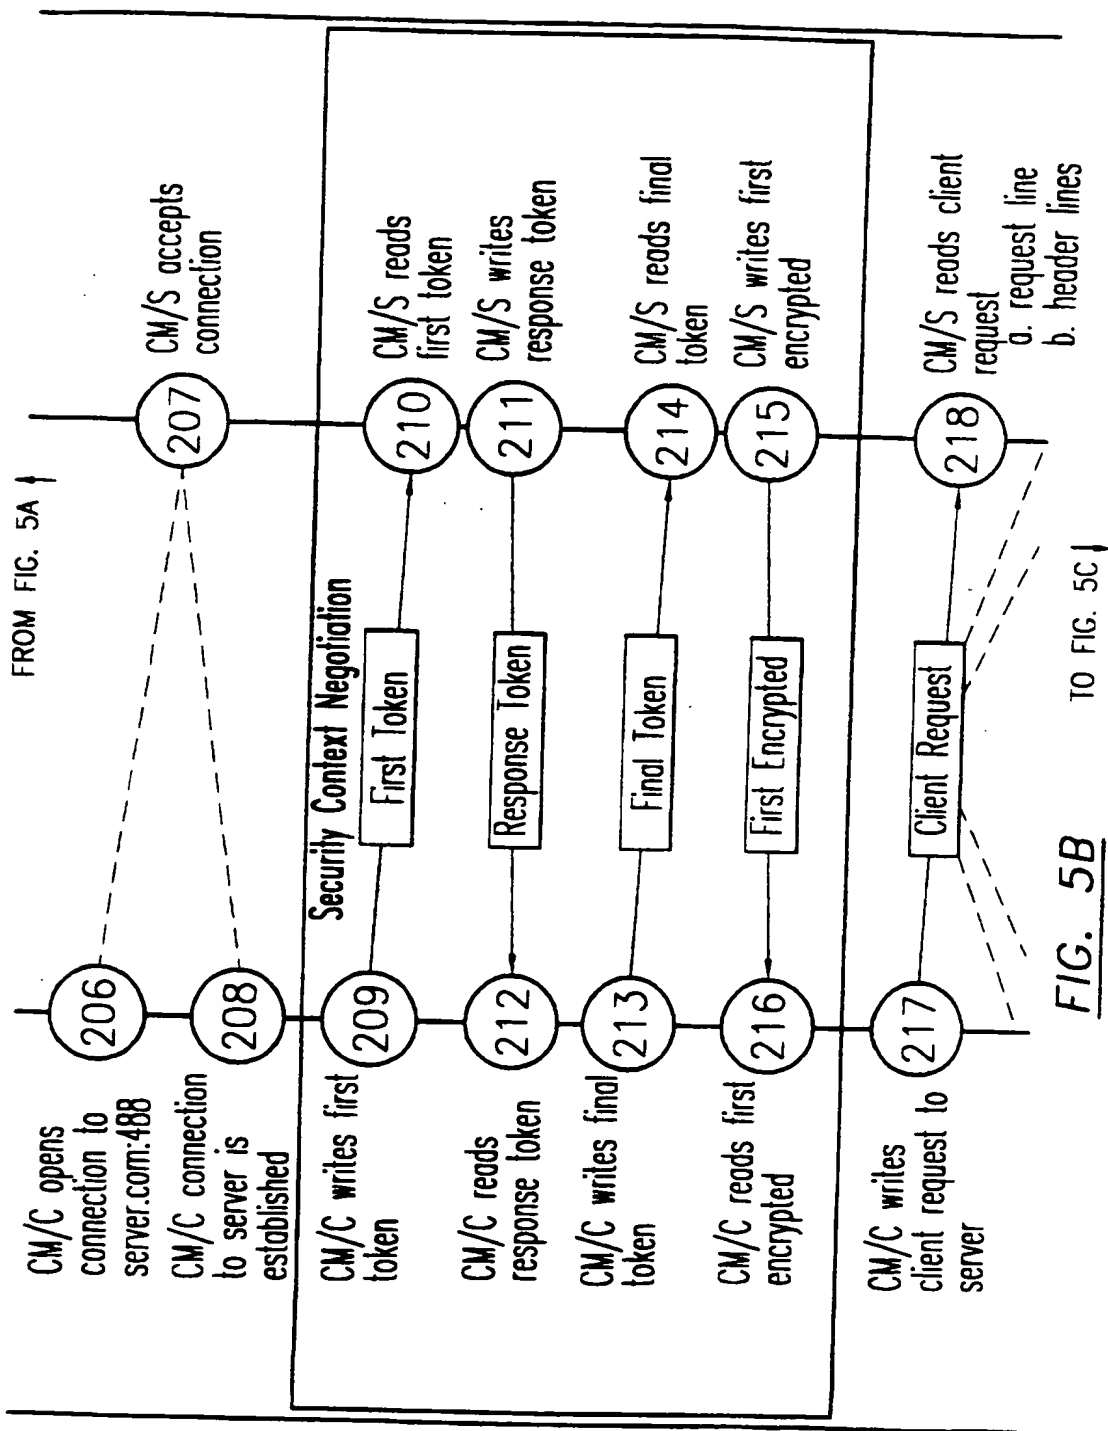 FROM FIG. 5A
CM/C opens
connection to
server.com:488
206
207
CM/S accepts
connection
CM/C connection
to server is
established
208
Security Context Negotiation
CM/C writes first
token
209
First Token
210
CM/S reads
first token
CM/C reads
response token
212
Response Token
211
CM/S writes
response token
CM/C writes final
token
213
Final Token
214
CM/S reads final
token
CM/C reads first
encrypted
216
First Encrypted
215
CM/S writes first
encrypted
CM/C writes
client request to
server
217
Client Request
218
CM/S reads client
request
a. request line
b. header lines
FIG. 5B
TO FIG. 5C